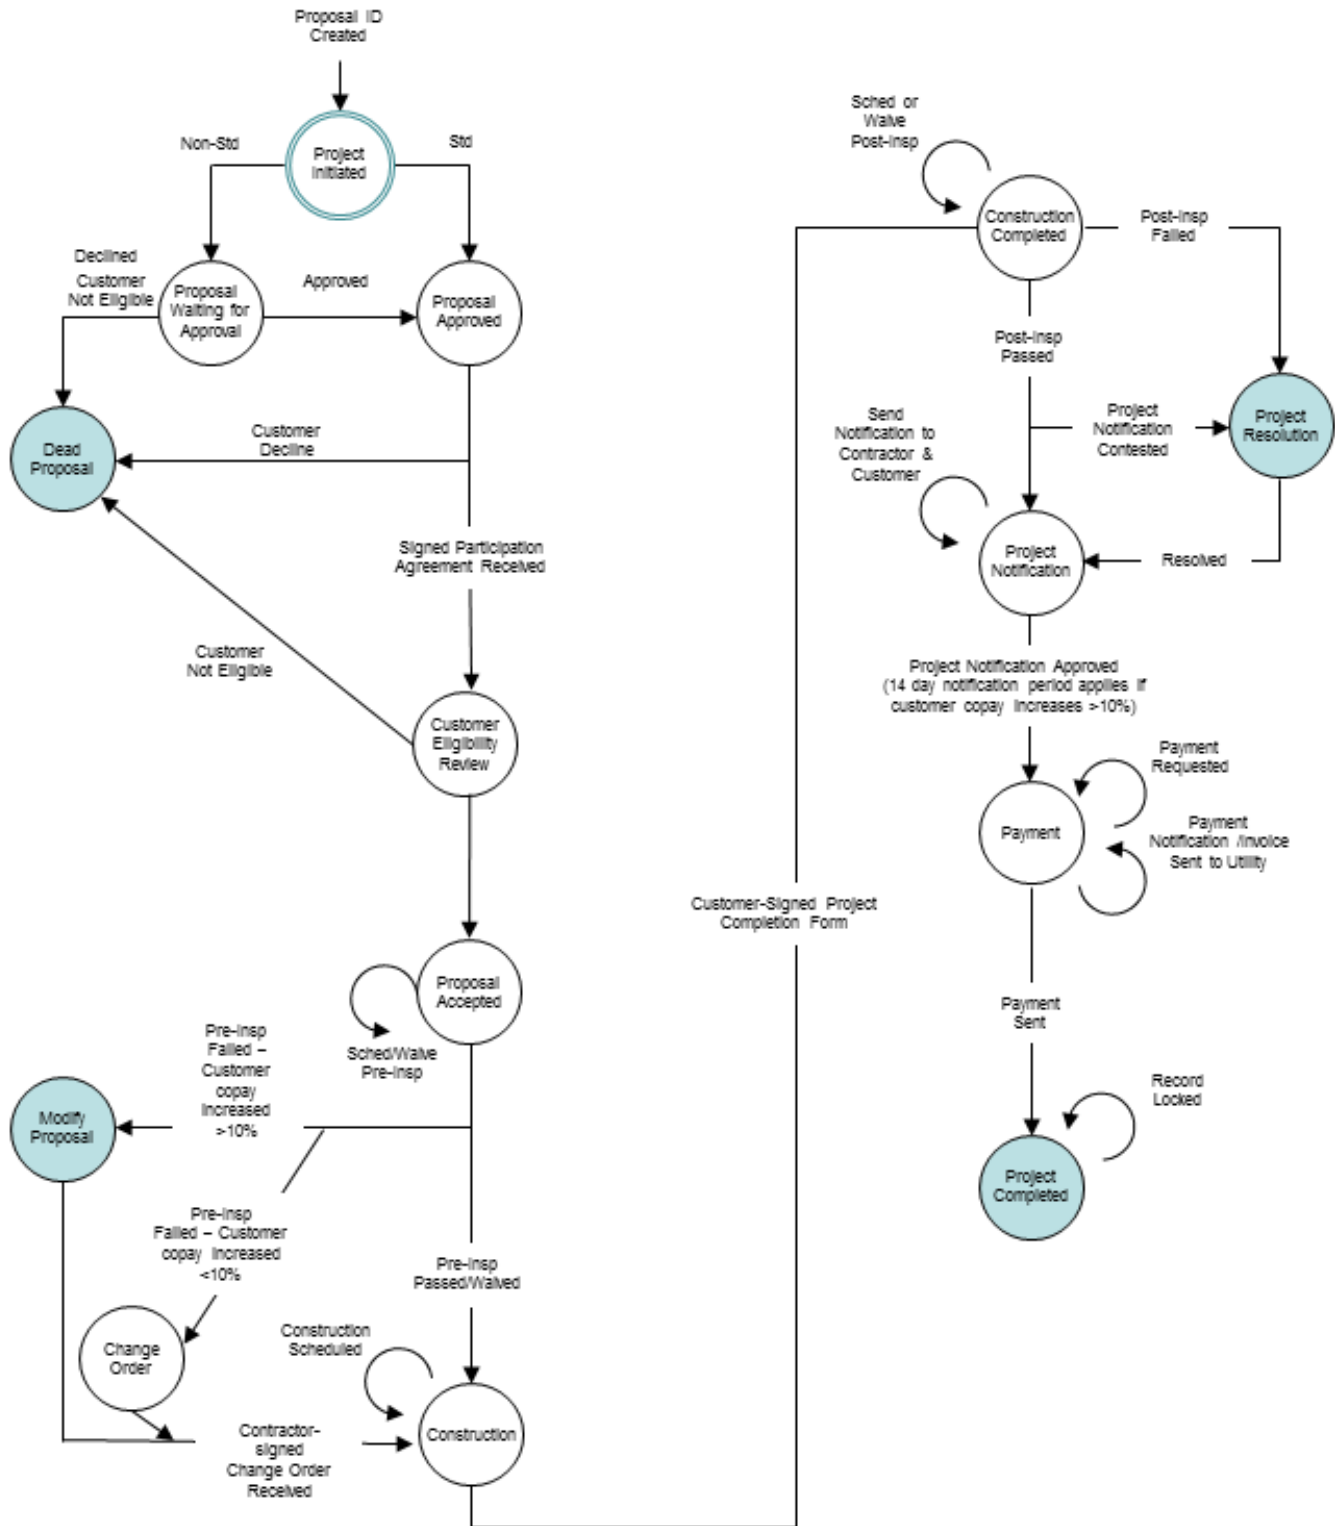 Proposal ID
Created
Non-Std
Std
Project
Initiated
Declined
Customer
Not Eligible
Proposal
Waiting for
Approval
Approved
Proposal
Approved
Dead
Proposal
Customer
Decline
Signed Participation
Agreement Received
Customer
Not Eligible
Customer
Eligibility
Review
Proposal
Accepted
Sched/Waive
Pre-Insp
Pre-Insp
Failed –
Customer
copay
Increased
>10%
Modify
Proposal
Pre-Insp
Failed – Customer
copay Increased
<10%
Pre-Insp
Passed/Waived
Change
Order
Construction
Scheduled
Construction
Contractor-
signed
Change Order
Received
Customer-Signed Project
Completion Form
Sched or
Waive
Post-Insp
Construction
Completed
Post-Insp
Failed
Post-Insp
Passed
Project
Notification
Contested
Project
Resolution
Send
Notification to
Contractor &
Customer
Project
Notification
Resolved
Project Notification Approved
(14 day notification period applies if
customer copay Increases >10%)
Payment
Requested
Payment
Payment
Notification /Invoice
Sent to Utility
Payment
Sent
Record
Locked
Project
Completed